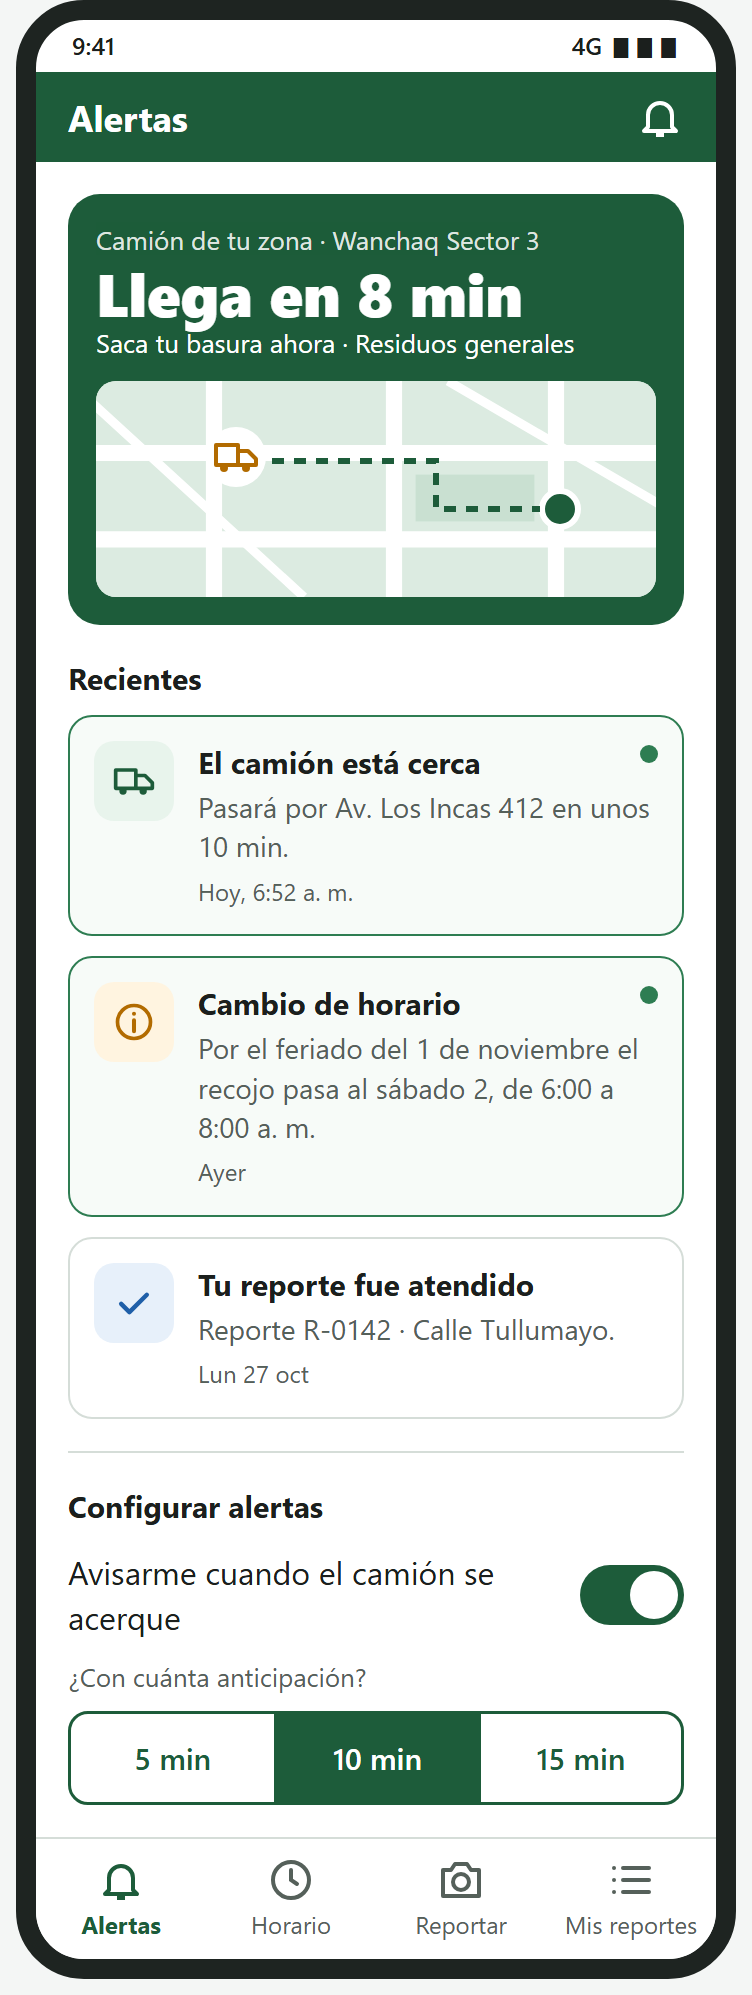 9:41
4G
Alertas
Camión de tu zona · Wanchaq Sector 3
Llega en 8 min
Saca tu basura ahora · Residuos generales
Recientes
El camión está cerca
Pasará por Av. Los Incas 412 en unos
10 min.
Hoy, 6:52 a. m.
Cambio de horario
Por el feriado del 1 de noviembre el
recojo pasa al sábado 2, de 6:00 a
8:00 a. m.
Ayer
Tu reporte fue atendido
Reporte R-0142 · Calle Tullumayo.
Lun 27 oct
Configurar alertas
Avisarme cuando el camión se
acerque
¿Con cuánta anticipación?
5 min
10 min
15 min
Alertas
Horario
Reportar
Mis reportes